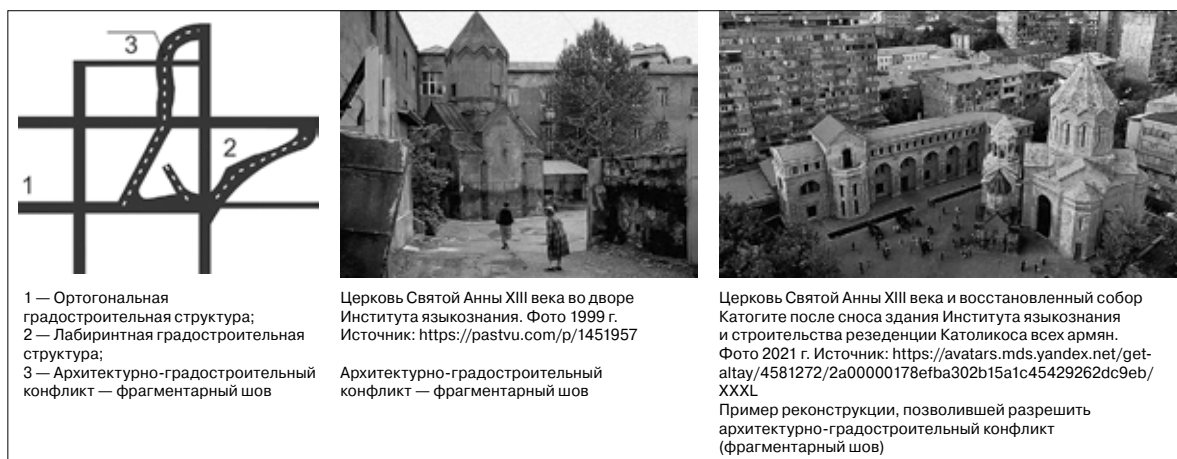 3
2
1
1 — Ортогональная
градостроительная структура;
2 — Лабиринтная градостроительная
структура;
3 — Архитектурно-градостроительный
конфликт — фрагментарный шов
Церковь Святой Анны XIII века во дворе
Института языкознания. Фото 1999 г.
Источник: https://pastvu.com/p/1451957
Архитектурно-градостроительный
конфликт — фрагментарный шов
Церковь Святой Анны XIII века и восстановленный собор
Катогите после сноса здания Института языкознания
и строительства резеденции Католикоса всех армян.
Фото 2021 г. Источник: https://avatars.mds.yandex.net/get-
altay/4581272/2a00000178efba302b15a1c45429262dc9eb/
XXXL
Пример реконструкции, позволившей разрешить
архитектурно-градостроительный конфликт
(фрагментарный шов)